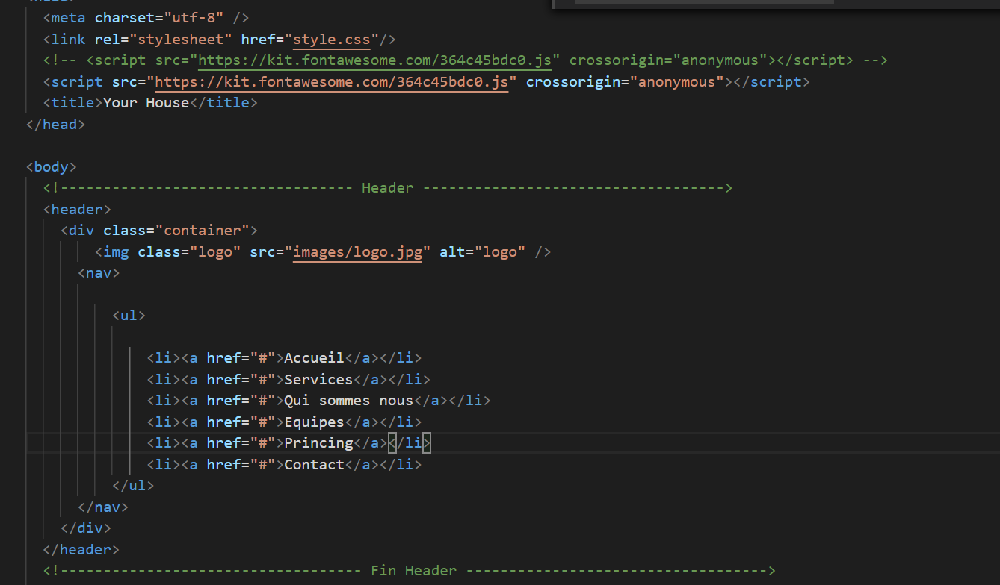 <meta charset="utf-8" />
<link rel="stylesheet" href="style.css"/>
<!-- <script src="https://kit.fontawesome.com/364c45bdc0.js" crossorigin="anonymous"></script> -->
<script src="https://kit.fontawesome.com/364c45bdc0.js" crossorigin="anonymous"></script>
<title>Your House</title>
</head>
<body>
<!---------------------------------- Header ----------------------------------->
<header>
<div class="container">
<img class="logo" src="images/logo.jpg" alt="logo" />
<nav>
<ul>
<li><a href="#">Accueil</a></li>
<li><a href="#">Services</a></li>
<li><a href="#">Qui sommes nous</a></li>
<li><a href="#">Equipes</a></li>
<li><a href="#">Princing</a></li>
<li><a href="#">Contact</a></li>
</ul>
</nav>
</div>
</header>
<!----------------------------------- Fin Header ----------------------------------->